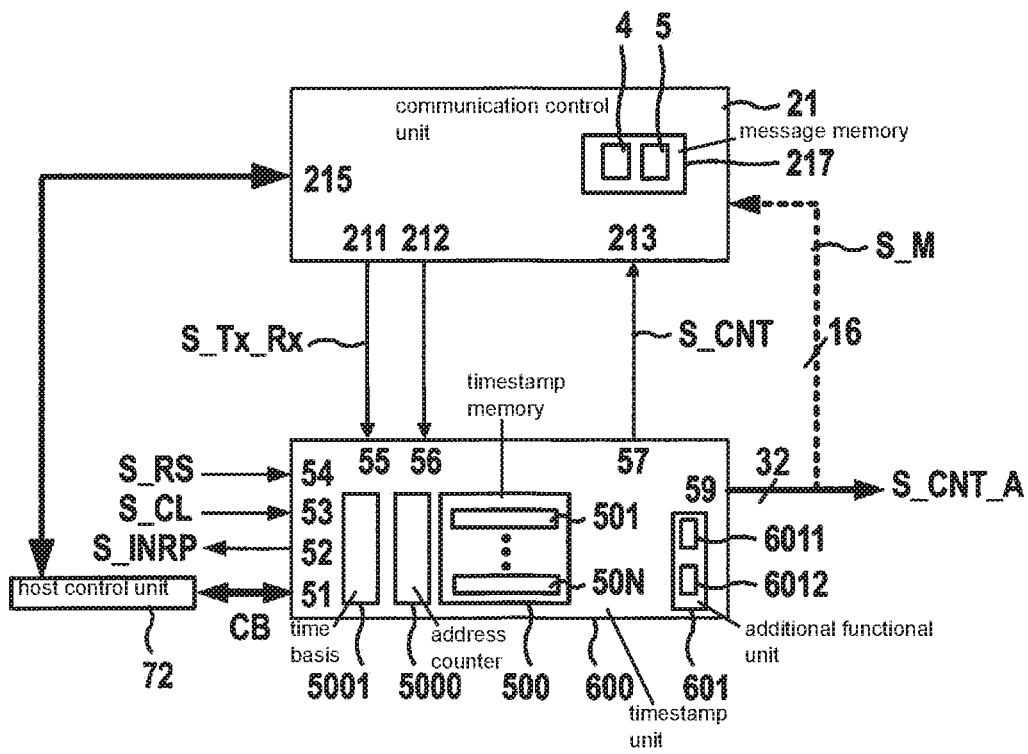 4 5
communication control
unit
21
message memory
217
215
211 212 213
S_M
S_Tx_Rx
S_CNT
16
timestamp
memory
S_RS
54 55 56 57
32
59
S_CNT_A
S_CL
53
501
6011
S_INRP
52
50N
6012
host control unit
51
CB
time
basis
address
counter
additional functional
unit
72
5001 5000 500 600 601
timestamp
unit